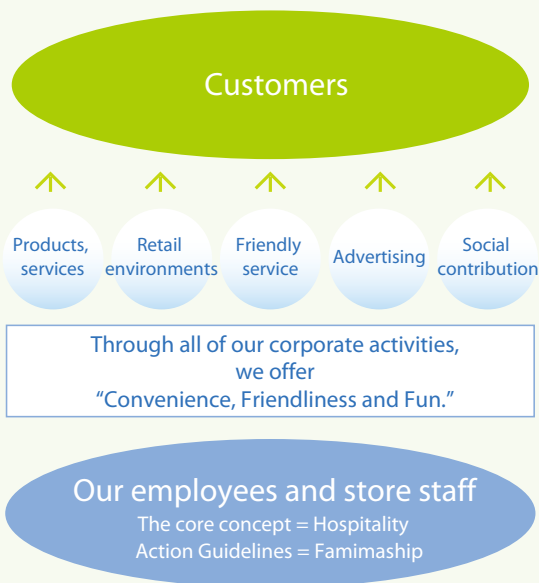 Customers
Products,
services
Retail
environments
Friendly
service
Advertising
Social
contribution
Through all of our corporate activities,
we offer
“Convenience, Friendliness and Fun.”
Our employees and store staff
The core concept = Hospitality
Action Guidelines = Famimaship